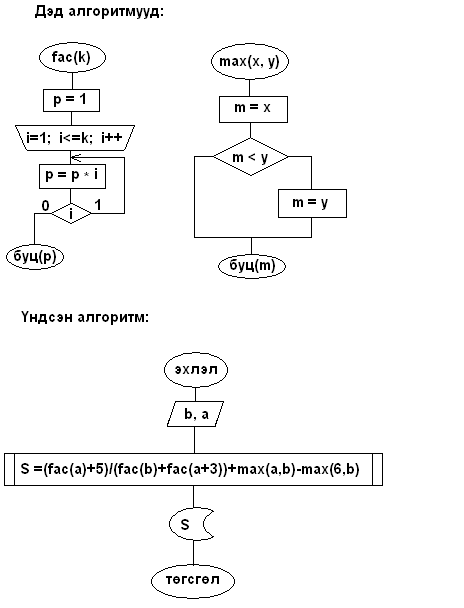 Дэд алгоритмууд:
fac(k)
p = 1
i=1; i<=k; i++
p = p * i
0
i
1
буц(p)
max(x, y)
m = x
m < y
m = y
буц(m)
Үндсэн алгоритм:
эхлэл
b, a
S =(fac(a)+5)/(fac(b)+fac(a+3))+max(a,b)-max(6,b)
S
төгсгөл